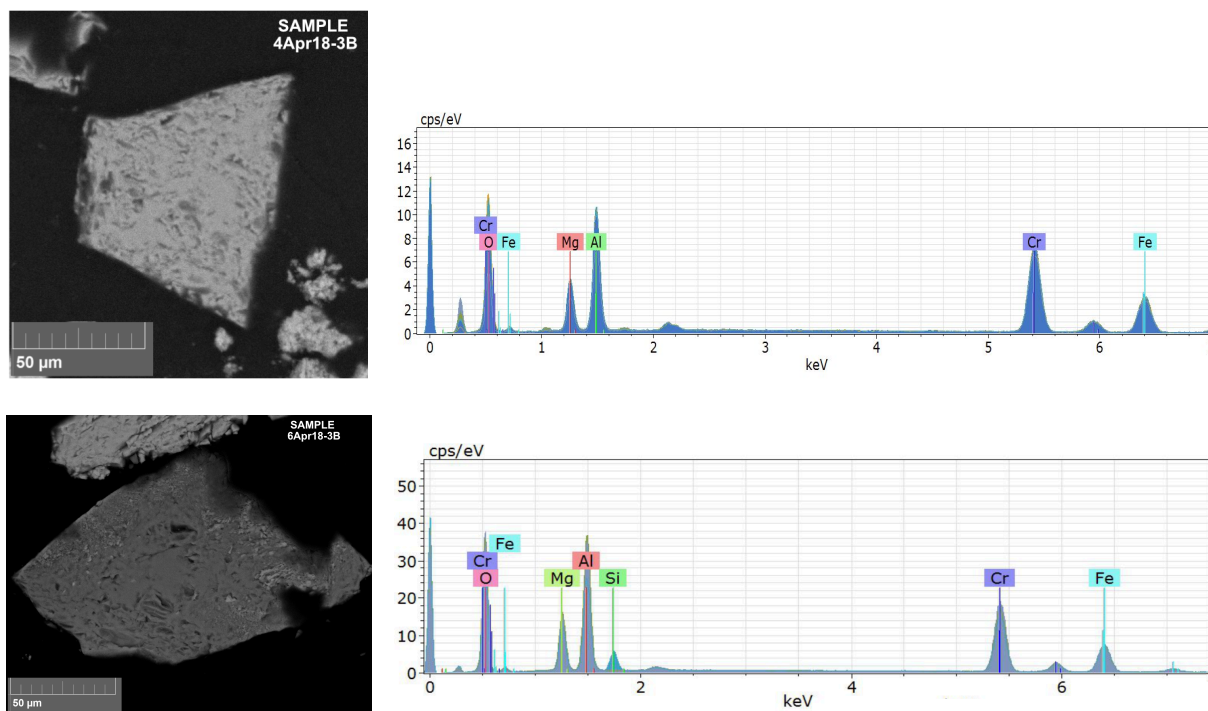 SAMPLE
4Apr18-3B
50 µm
cps/eV
16
14
12
10
8
6
4
2
0
Cr
O Fe Mg Al Cr Fe
0 1 2 3 4 5 6
keV
SAMPLE
6Apr18-3B
50 µm
cps/eV
50
40
30
20
10
0
Fe
Cr Al
O Mg Si Cr Fe
0 2 4 6
keV